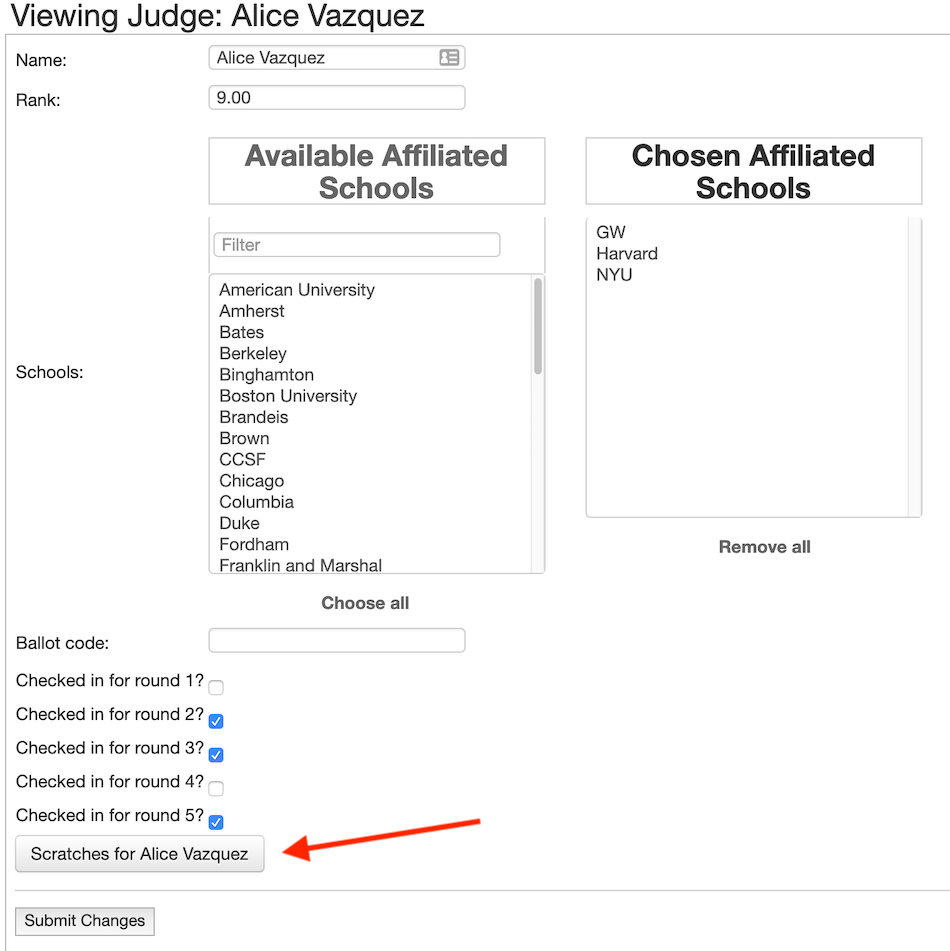 Viewing Judge: Alice Vazquez
Name:
Alice Vazquez
Rank:
9.00
Schools:
Available Affiliated
Schools
Filter
American University
Amherst
Bates
Berkeley
Binghamton
Boston University
Brandeis
Brown
CCSF
Chicago
Columbia
Duke
Fordham
Franklin and Marshal
Choose all
Chosen Affiliated
Schools
GW
Harvard
NYU
Remove all
Ballot code:
Checked in for round 1?
Checked in for round 2?
Checked in for round 3?
Checked in for round 4?
Checked in for round 5?
Scratches for Alice Vazquez
Submit Changes